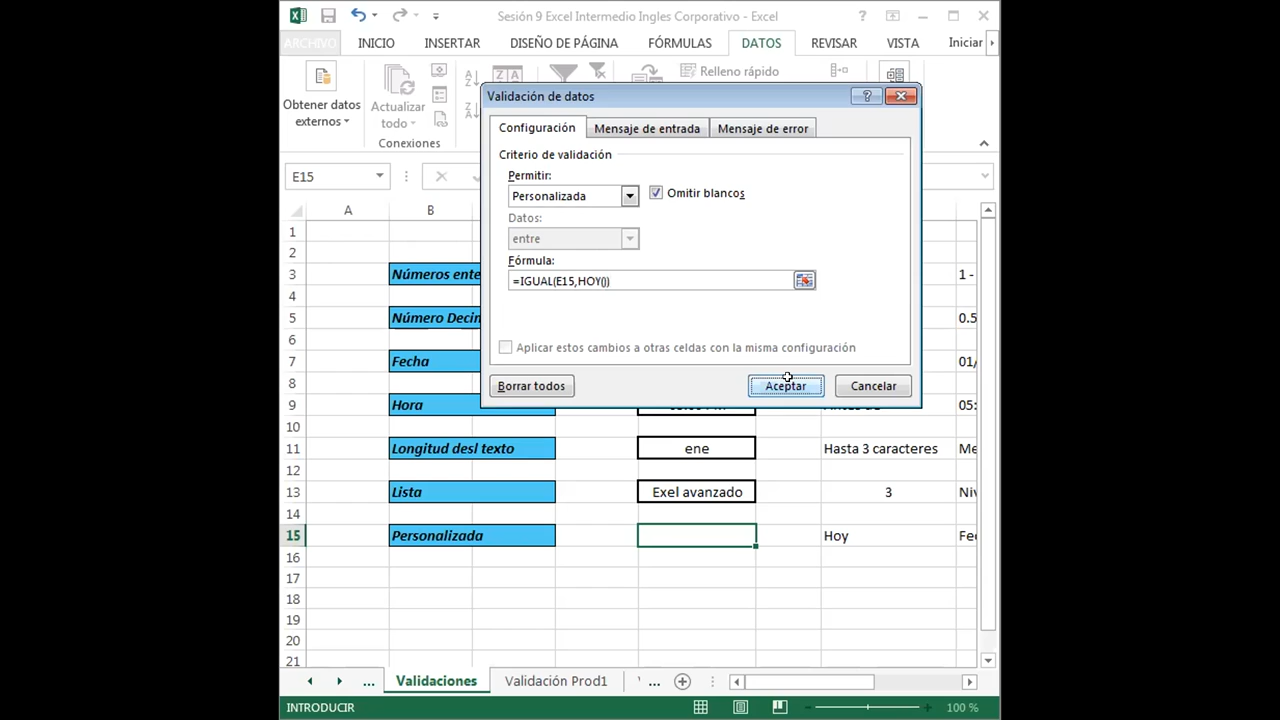 Sesión 9 Excel Intermedio Ingles Corporativo - Excel
ARCHIVO INICIO INSERTAR DISEÑO DE PÁGINA FÓRMULAS DATOS REVISAR VISTA Iniciar
Obtener datos
externos
Actualizar
todo
Conexiones
Relleno rápido
Validación de datos
Configuración Mensaje de entrada Mensaje de error
Criterio de validación
Permitir:
Personalizada Omitir blancos
Datos:
entre
Fórmula:
=IGUAL(E15,HOY())
Aplicar estos cambios a otras celdas con la misma configuración
Borrar todos Aceptar Cancelar
E15
A B
1
2
3 Números ente 1 -
4
5 Número Decin 0.5
6
7 Fecha 01/
8
9 Hora 05:
10
11 Longitud desl texto ene Hasta 3 caracteres Me
12
13 Lista Exel avanzado 3 Niv
14
15 Personalizada Hoy Fec
16
17
18
19
20
21
... Validaciones Validación Prod1 ...
INTRODUCIR 100 %